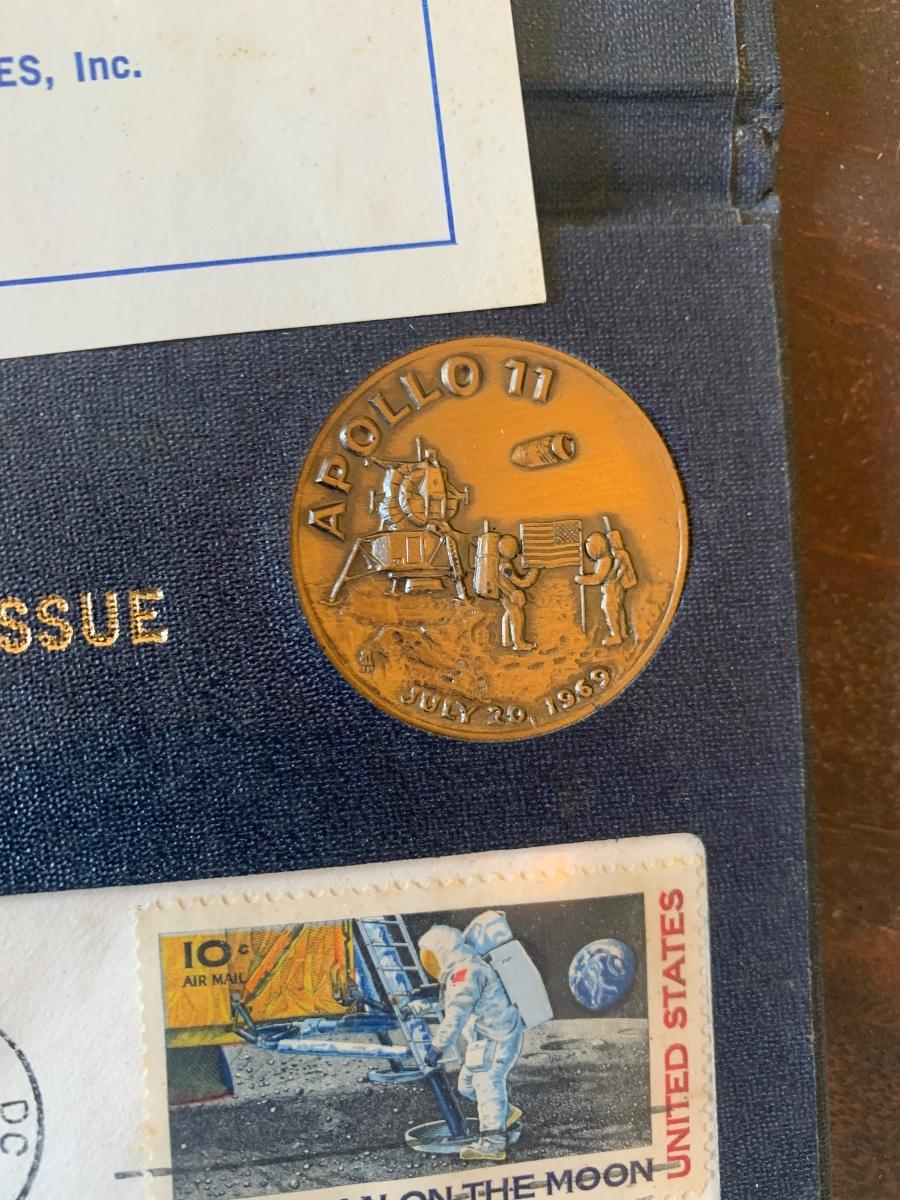 ES, Inc.
APOLLO 11
SSUE
JULY 20, 1969
10c
AIR MAIL
UNITED STATES
DC
ON THE MOON